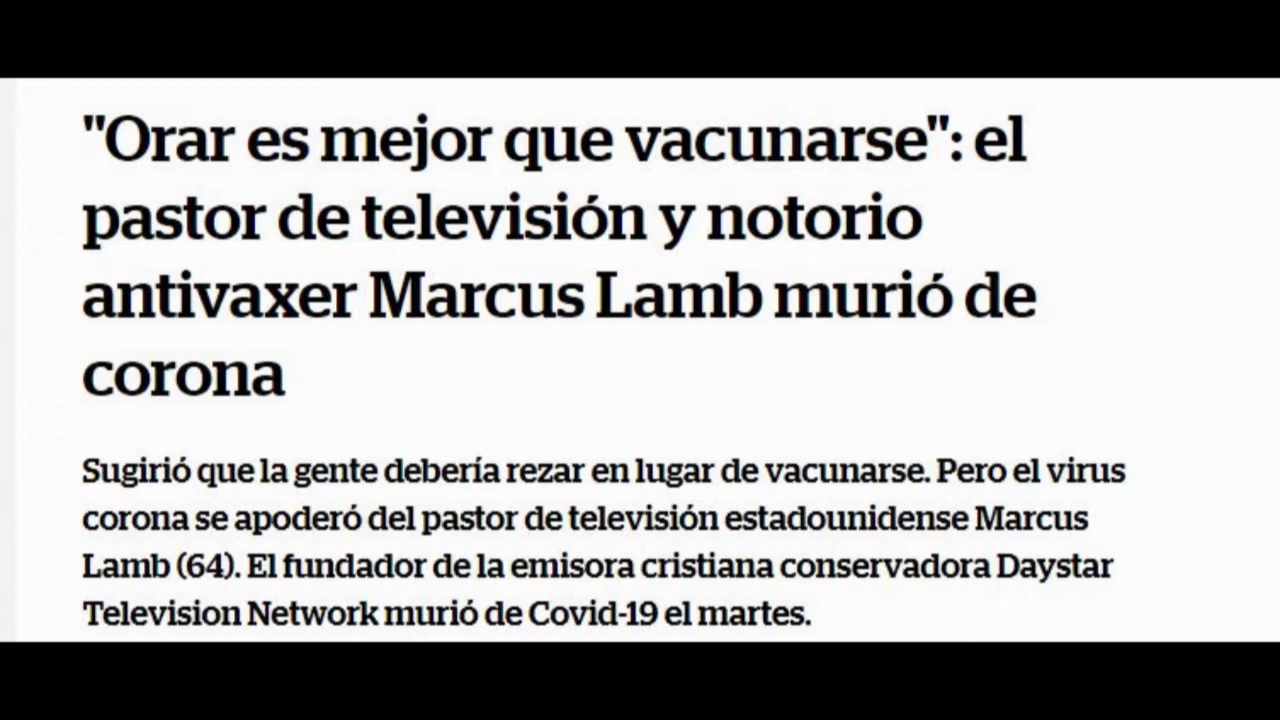 "Orar es mejor que vacunarse": el
pastor de televisión y notorio
antivaxer Marcus Lamb murió de
corona
Sugirió que la gente debería rezar en lugar de vacunarse. Pero el virus
corona se apoderó del pastor de televisión estadounidense Marcus
Lamb (64). El fundador de la emisora cristiana conservadora Daystar
Television Network murió de Covid-19 el martes.